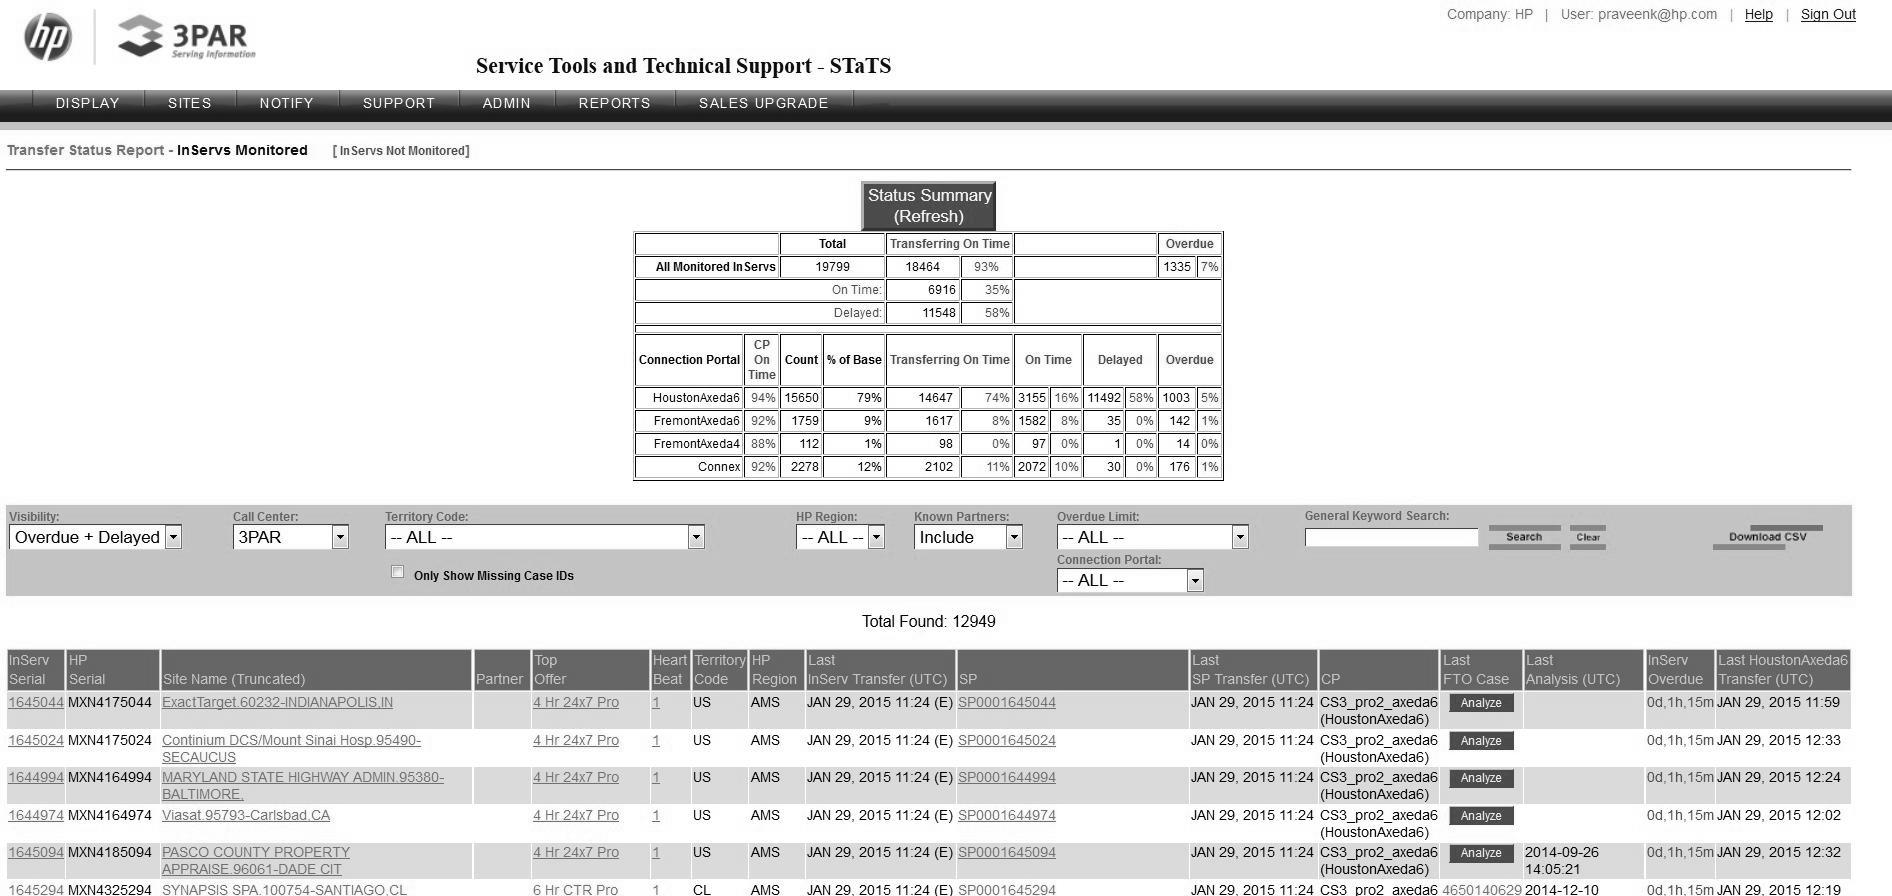 hp 3PAR Serving Information
Company: HP | User: praveenk@hp.com | Help | Sign Out
Service Tools and Technical Support - STaTS
DISPLAY SITES NOTIFY SUPPORT ADMIN REPORTS SALES UPGRADE
Transfer Status Report - InServs Monitored [ InServs Not Monitored]
Status Summary
(Refresh)
Total Transferring On Time Overdue
All Monitored InServs 19799 18464 93% 1335 7%
On Time: 6916 35%
Delayed: 11548 58%
Connection Portal CP On Time Count % of Base Transferring On Time On Time Delayed Overdue
HoustonAxeda6 94% 15650 79% 14647 74% 3155 16% 11492 58% 1003 5%
FremontAxeda6 92% 1759 9% 1617 8% 1582 8% 35 0% 142 1%
FremontAxeda4 88% 112 1% 98 0% 97 0% 1 0% 14 0%
Connex 92% 2278 12% 2102 11% 2072 10% 30 0% 176 1%
Visibility: Call Center: Territory Code: HP Region: Known Partners: Overdue Limit: General Keyword Search:
Overdue + Delayed 3PAR -- ALL -- -- ALL -- Include -- ALL -- Search Clear Download CSV
Connection Portal:
Only Show Missing Case IDs -- ALL --
Total Found: 12949
InServ HP Top Heart Territory HP Last Last Last Last InServ Last HoustonAxeda6
Serial Serial Site Name (Truncated) Partner Offer Beat Code Region InServ Transfer (UTC) SP SP Transfer (UTC) CP FTO Case Analysis (UTC) Overdue Transfer (UTC)
1645044 MXN4175044 ExactTarget.60232-INDIANAPOLIS,IN 4 Hr 24x7 Pro 1 US AMS JAN 29, 2015 11:24 (E) SP0001645044 JAN 29, 2015 11:24 CS3_pro2_axeda6 Analyze 0d,1h,15m JAN 29, 2015 11:59
(HoustonAxeda6)
1645024 MXN4175024 Continium DCS/Mount Sinai Hosp.95490- 4 Hr 24x7 Pro 1 US AMS JAN 29, 2015 11:24 (E) SP0001645024 JAN 29, 2015 11:24 CS3_pro2_axeda6 Analyze 0d,1h,15m JAN 29, 2015 12:33
SECAUCUS (HoustonAxeda6)
1644994 MXN4164994 MARYLAND STATE HIGHWAY ADMIN.95380- 4 Hr 24x7 Pro 1 US AMS JAN 29, 2015 11:24 (E) SP0001644994 JAN 29, 2015 11:24 CS3_pro2_axeda6 Analyze 0d,1h,15m JAN 29, 2015 12:24
BALTIMORE, (HoustonAxeda6)
1644974 MXN4164974 Viasat.95793-Carlsbad,CA 4 Hr 24x7 Pro 1 US AMS JAN 29, 2015 11:24 (E) SP0001644974 JAN 29, 2015 11:24 CS3_pro2_axeda6 Analyze 0d,1h,15m JAN 29, 2015 12:02
(HoustonAxeda6)
1645094 MXN4185094 PASCO COUNTY PROPERTY 4 Hr 24x7 Pro 1 US AMS JAN 29, 2015 11:24 (E) SP0001645094 JAN 29, 2015 11:24 CS3_pro2_axeda6 Analyze 2014-09-26 0d,1h,15m JAN 29, 2015 12:32
APPRAISE.96061-DADE CIT (HoustonAxeda6) 14:05:21
1645294 MXN4325294 SYNAPSIS SPA.100754-SANTIAGO,CL 6 Hr CTR Pro 1 CL AMS JAN 29, 2015 11:24 (E) SP0001645294 JAN 29, 2015 11:24 CS3_pro2_axeda6 4650140629 2014-12-10 0d,1h,15m JAN 29, 2015 12:19